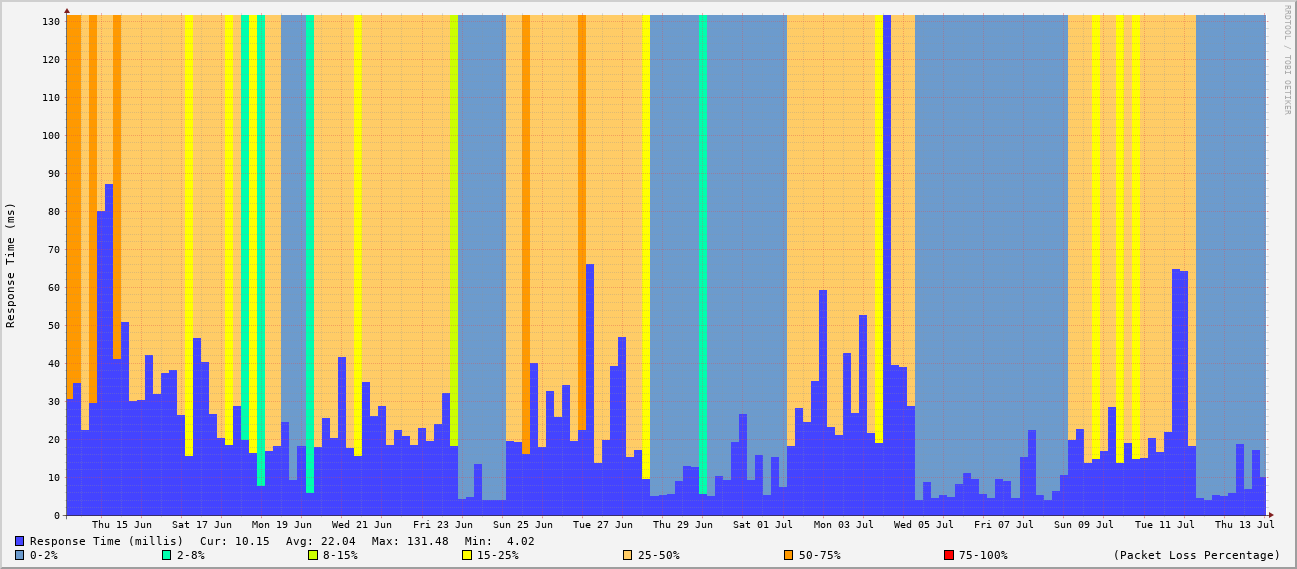 RRDTOOL / TOBI OETIKER
Response Time (ms)
130
120
110
100
90
80
70
60
50
40
30
20
10
0
Thu 15 Jun Sat 17 Jun Mon 19 Jun Wed 21 Jun Fri 23 Jun Sun 25 Jun Tue 27 Jun Thu 29 Jun Sat 01 Jul Mon 03 Jul Wed 05 Jul Fri 07 Jul Sun 09 Jul Tue 11 Jul Thu 13 Jul
Response Time (millis) Cur: 10.15 Avg: 22.04 Max: 131.48 Min: 4.02
0-2% 2-8% 8-15% 15-25% 25-50% 50-75% 75-100% (Packet Loss Percentage)